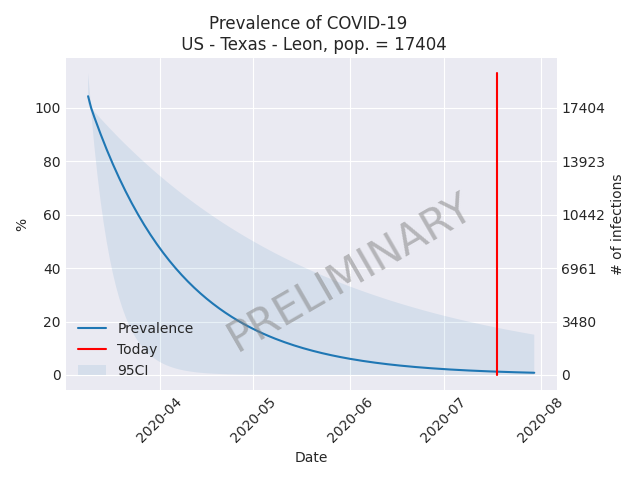 Prevalence of COVID-19
US - Texas - Leon, pop. = 17404
%
100
80
60
40
20
0
17404
13923
10442
6961
3480
0
# of infections
PRELIMINARY
Prevalence
Today
95CI
2020-04
2020-05
2020-06
2020-07
2020-08
Date